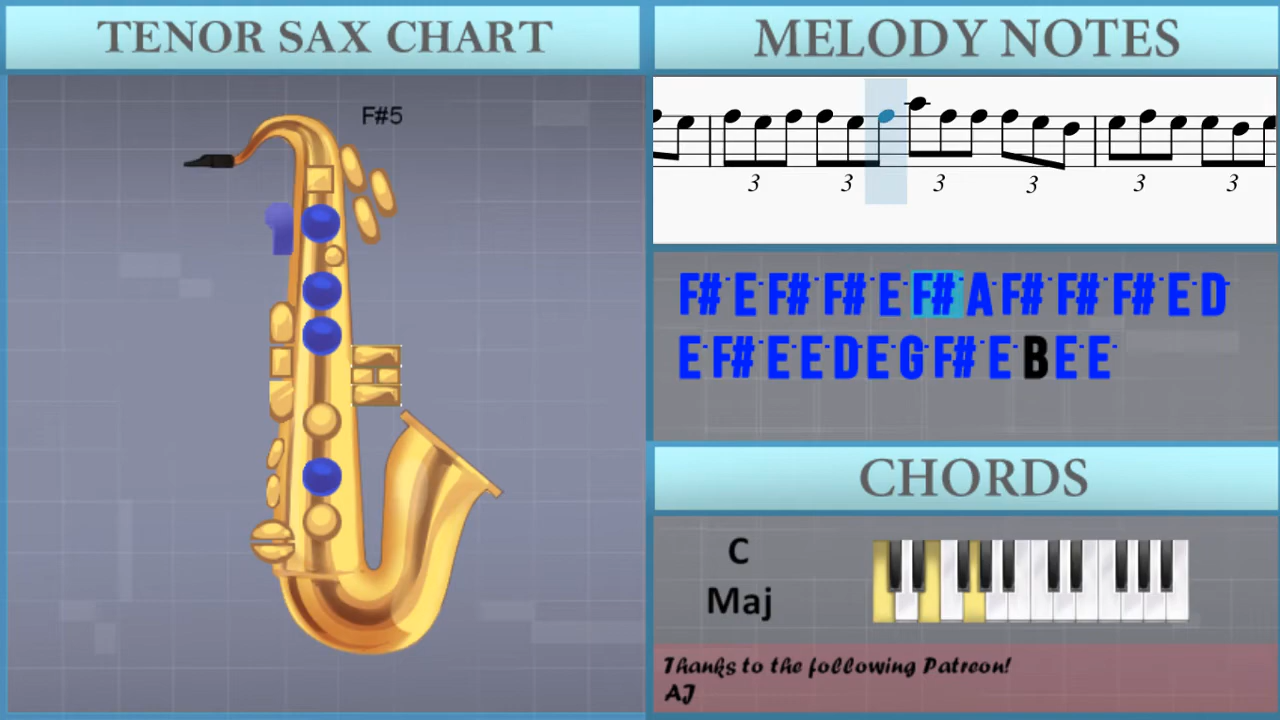 TENOR SAX CHART
F#5
MELODY NOTES
3 3 3 3 3 3
F# E F# F# E F# A F# F# F# E D
E F# E E D E G F# E B E E
CHORDS
C
Maj
Thanks to the following Patreon!
AJ